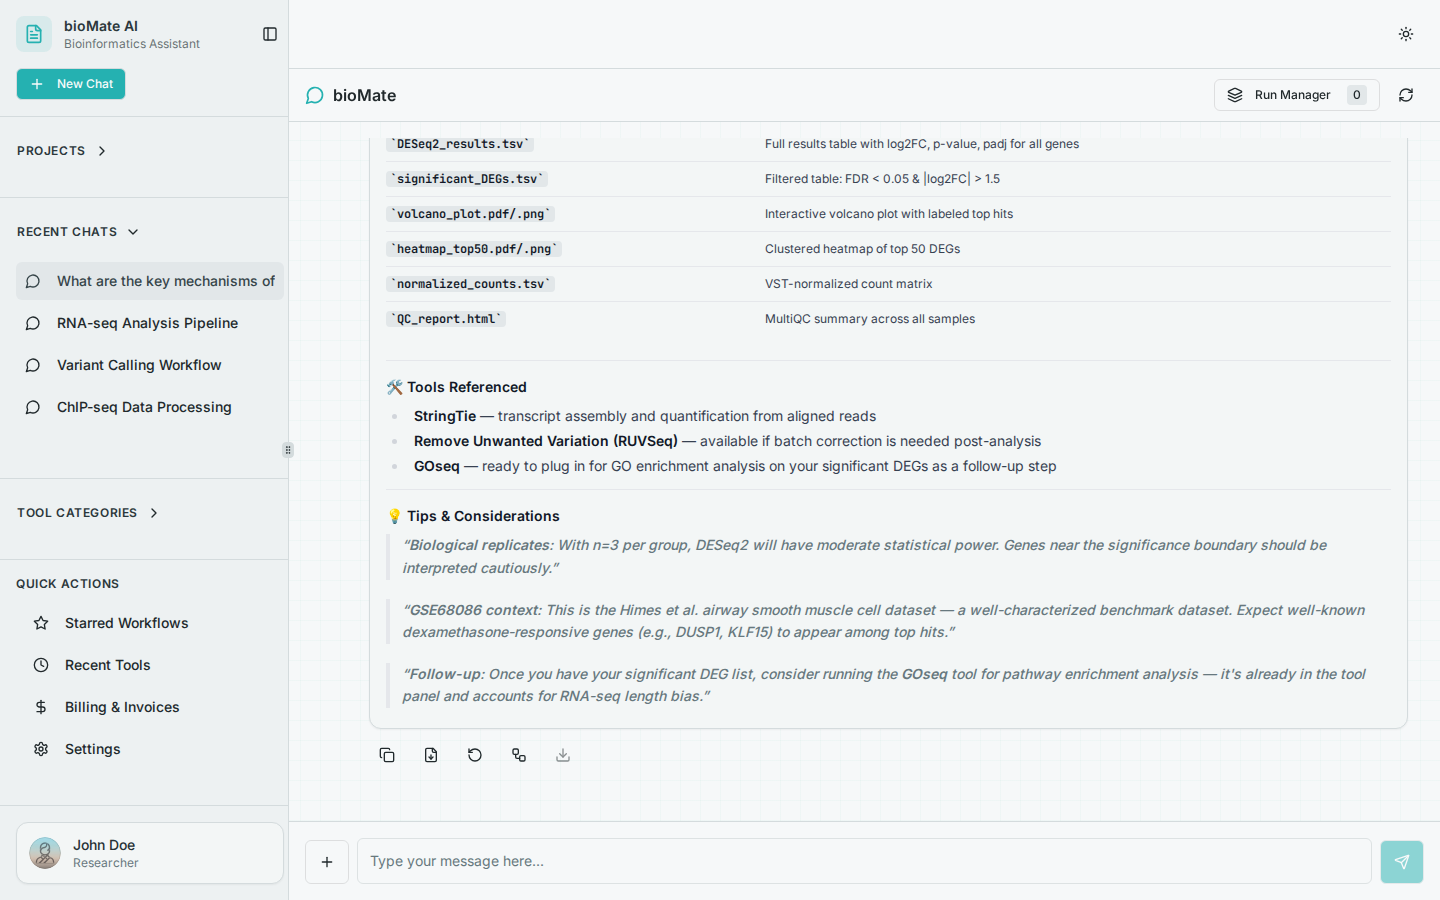 bioMate AI
Bioinformatics Assistant
New Chat
PROJECTS
RECENT CHATS
What are the key mechanisms of
RNA-seq Analysis Pipeline
Variant Calling Workflow
ChIP-seq Data Processing
TOOL CATEGORIES
QUICK ACTIONS
Starred Workflows
Recent Tools
Billing & Invoices
Settings
John Doe
Researcher
bioMate
Run Manager 0
`DESeq2_results.tsv` Full results table with log2FC, p-value, padj for all genes
`significant_DEGs.tsv` Filtered table: FDR < 0.05 & |log2FC| > 1.5
`volcano_plot.pdf/.png` Interactive volcano plot with labeled top hits
`heatmap_top50.pdf/.png` Clustered heatmap of top 50 DEGs
`normalized_counts.tsv` VST-normalized count matrix
`QC_report.html` MultiQC summary across all samples
🛠️ Tools Referenced
StringTie — transcript assembly and quantification from aligned reads
Remove Unwanted Variation (RUVSeq) — available if batch correction is needed post-analysis
GOseq — ready to plug in for GO enrichment analysis on your significant DEGs as a follow-up step
💡 Tips & Considerations
“Biological replicates: With n=3 per group, DESeq2 will have moderate statistical power. Genes near the significance boundary should be
interpreted cautiously.”
“GSE68086 context: This is the Himes et al. airway smooth muscle cell dataset — a well-characterized benchmark dataset. Expect well-known
dexamethasone-responsive genes (e.g., DUSP1, KLF15) to appear among top hits.”
“Follow-up: Once you have your significant DEG list, consider running the GOseq tool for pathway enrichment analysis — it's already in the tool
panel and accounts for RNA-seq length bias.”
Type your message here...